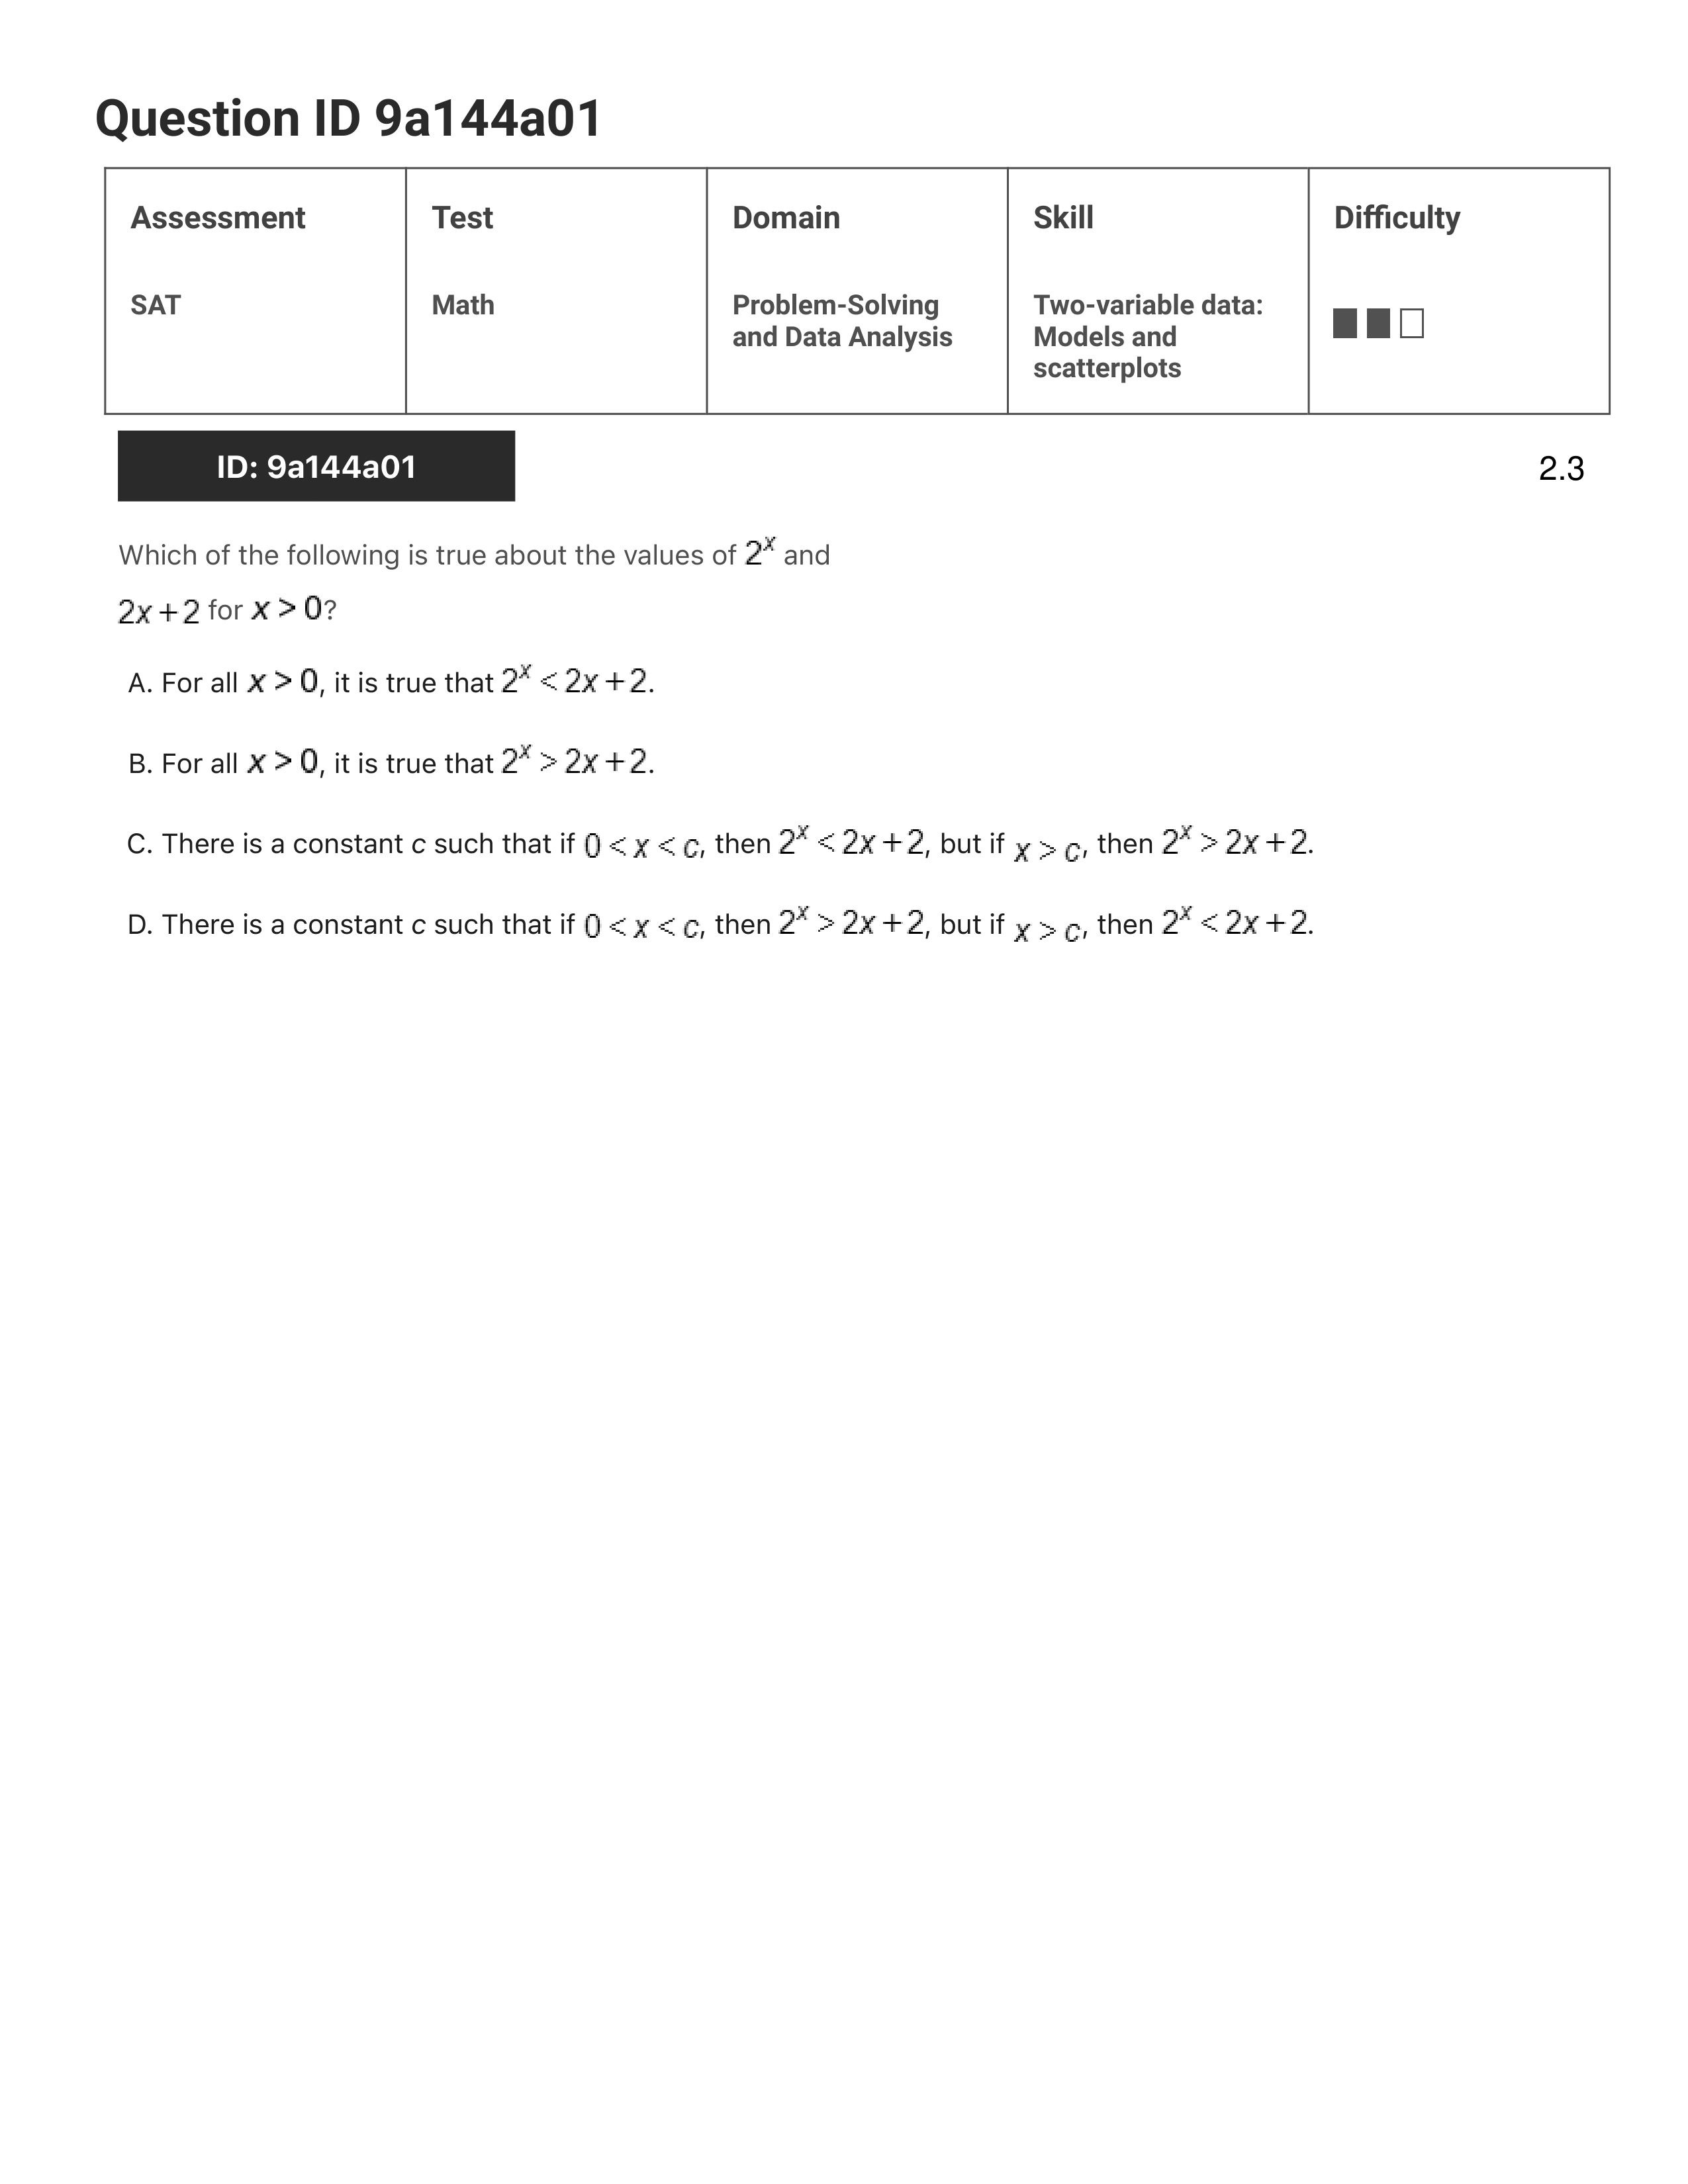 Question ID 9a144a01
Assessment Test Domain Skill Difficulty
SAT Math Problem-Solving and Data Analysis Two-variable data: Models and scatterplots
ID: 9a144a01 2.3
Which of the following is true about the values of 2^x and
2x+2 for x > 0?
A. For all x > 0, it is true that 2^x < 2x+2.
B. For all x > 0, it is true that 2^x > 2x+2.
C. There is a constant c such that if 0 < x < c, then 2^x < 2x+2, but if x > c, then 2^x > 2x+2.
D. There is a constant c such that if 0 < x < c, then 2^x > 2x+2, but if x > c, then 2^x < 2x+2.